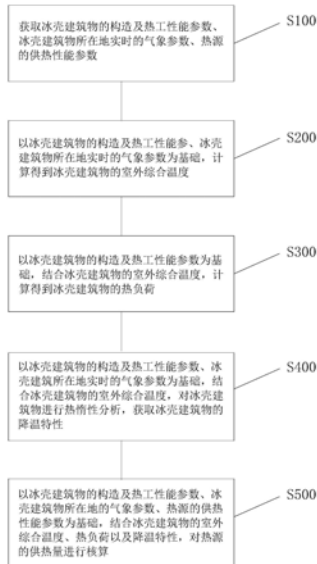 获取冰壳建筑物的构造及热工性能参数、
冰壳建筑物所在地实时的气象参数、热源
的供热性能参数
S100
以冰壳建筑物的构造及热工性能参、冰壳
建筑物所在地实时的气象参数为基础，计
算得到冰壳建筑物的室外综合温度
S200
以冰壳建筑物的构造及热工性能参数为基
础，结合冰壳建筑物的室外综合温度，计
算得到冰壳建筑物的热负荷
S300
以冰壳建筑物的构造及热工性能参数、冰
壳建筑所在地实时的气象参数为基础，结
合冰壳建筑物的室外综合温度，对冰壳建
筑物进行热惰性分析，获取冰壳建筑物的
降温特性
S400
以冰壳建筑物的构造及热工性能参数、冰
壳建筑物所在地的气象参数、热源的供热
性能参数为基础，结合冰壳建筑物的室外
综合温度、热负荷以及降温特性，对热源
的供热量进行核算
S500